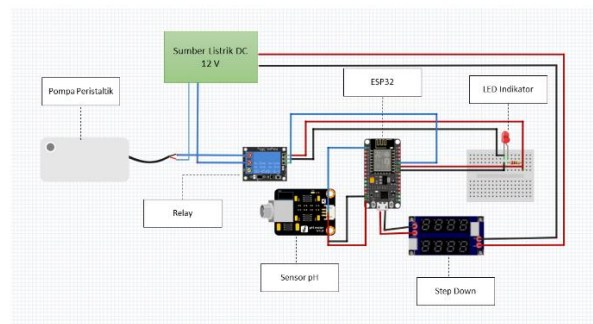 Sumber Listrik DC
12 V
Pompa Peristaltik
ESP32
LED Indikator
Relay
Sensor pH
Step Down